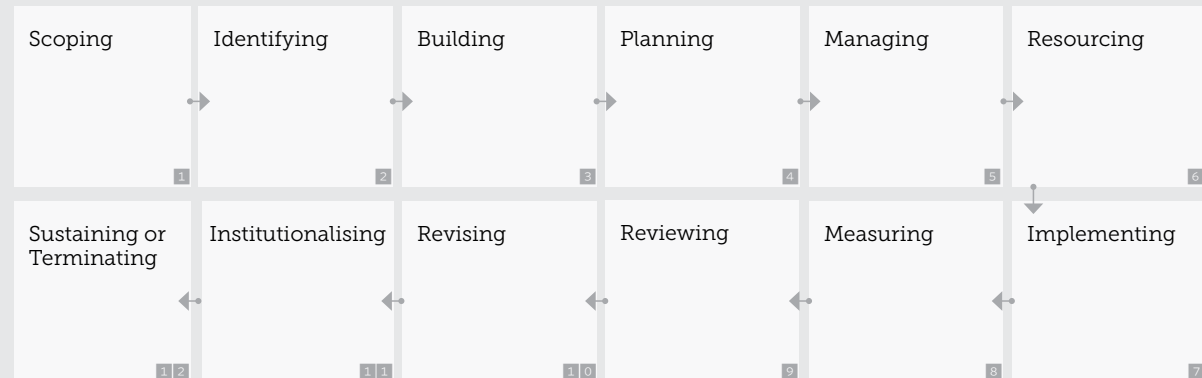 Scoping
1
Identifying
2
Building
3
Planning
4
Managing
5
Resourcing
6
Implementing
7
Measuring
8
Reviewing
9
Revising
10
Institutionalising
11
Sustaining or
Terminating
12